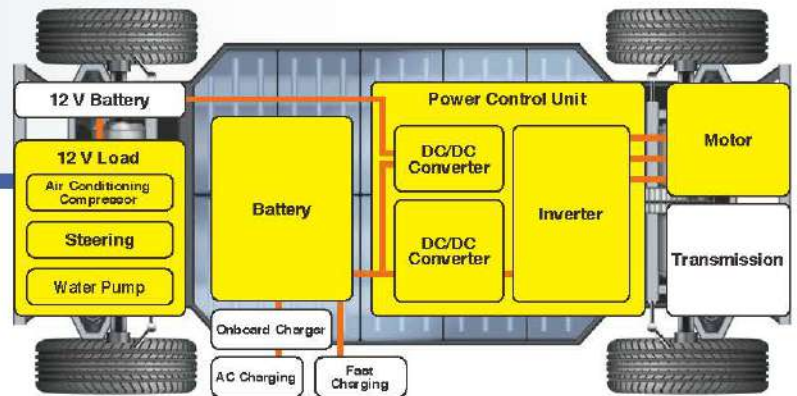 12 V Battery
12 V Load
Air Conditioning
Compressor
Steering
Water Pump
Battery
Onboard Charger
AC Charging
Fast
Charging
Power Control Unit
DC/DC
Converter
DC/DC
Converter
Inverter
Motor
Transmission